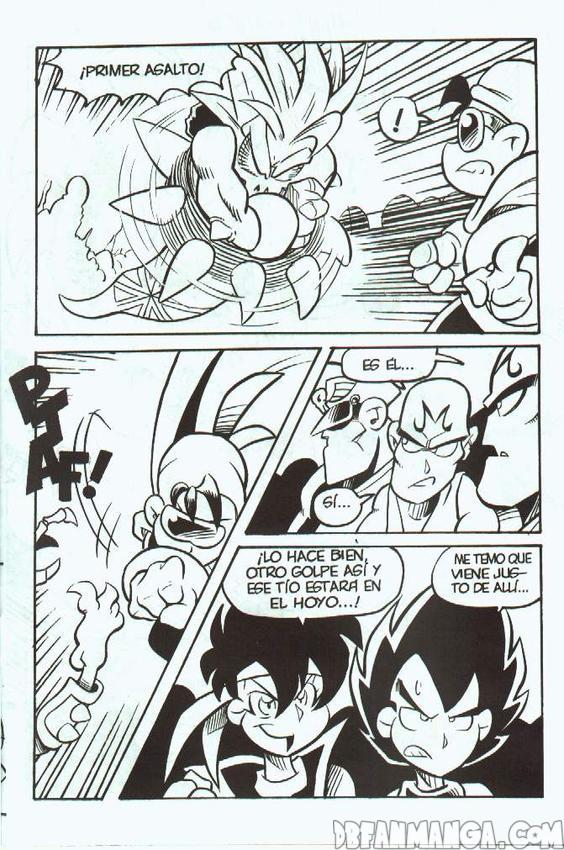 ¡PRIMER ASALTO!
!
PTAF!
ES ÉL...
SÍ...
¡LO HACE BIEN,
OTRO GOLPE ASÍ Y
ESE TÍO ESTARÁ EN
EL HOYO...!
ME TEMO QUE
VIENE JUS-
TO DE ALLÍ...
DBFANMANGA.COM